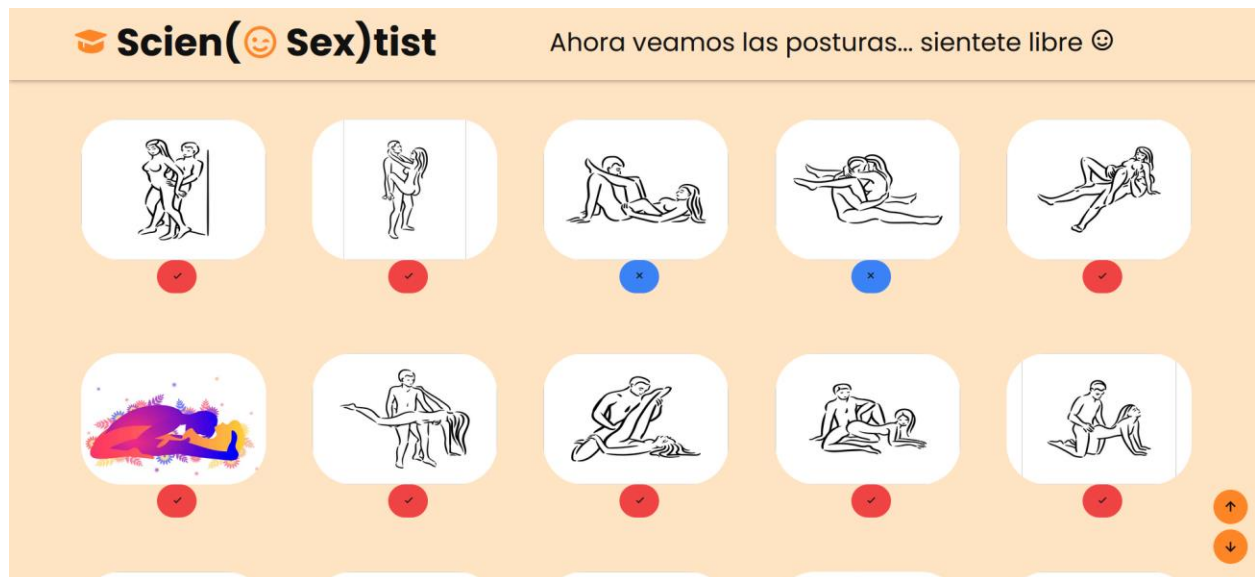 Scien(😉 Sex)tist
Ahora veamos las posturas... sientete libre ☺